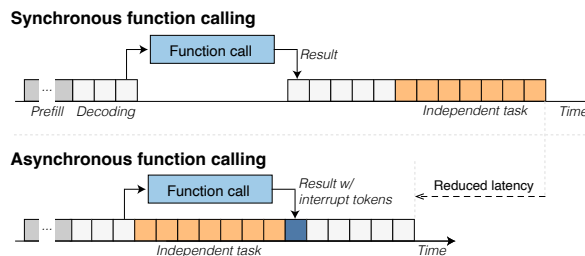 Synchronous function calling
Function call
Result
...
Prefill
Decoding
Independent task
Time
Asynchronous function calling
Function call
Result w/
interrupt tokens
Reduced latency
...
Independent task
Time